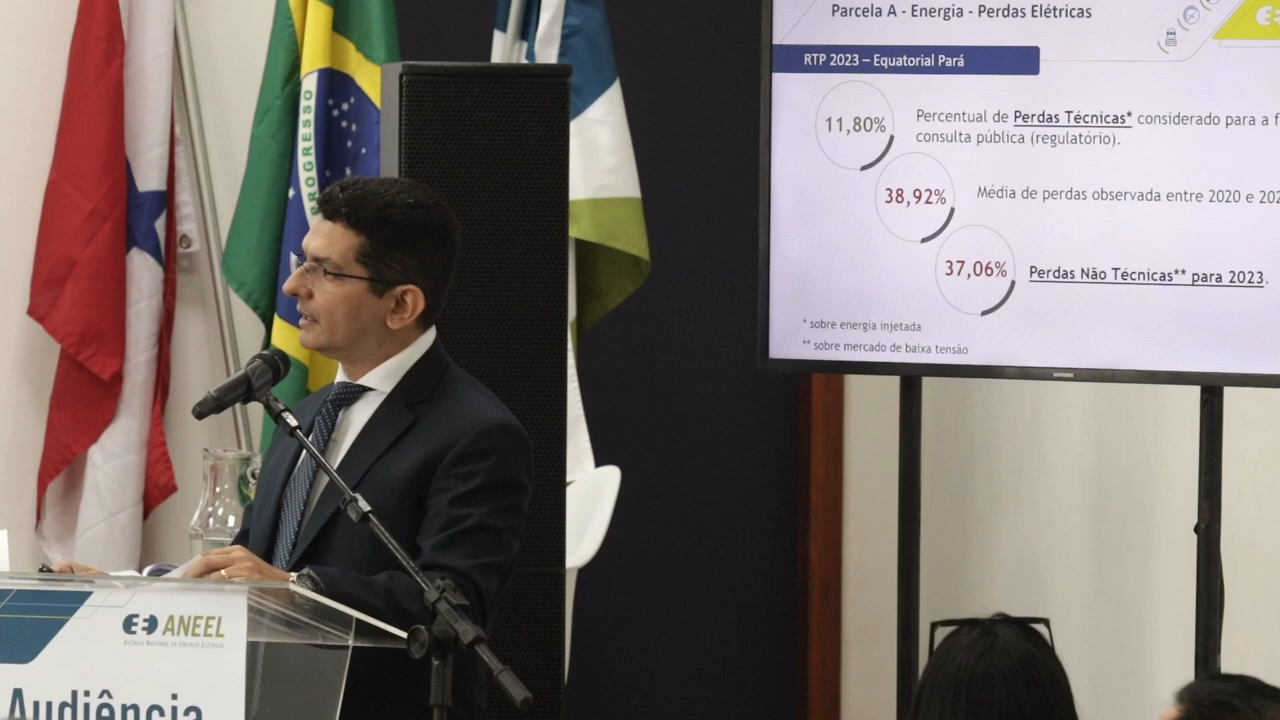 Parcela A - Energia - Perdas Elétricas
RTP 2023 – Equatorial Pará
11,80%
Percentual de Perdas Técnicas* considerado para a
consulta pública (regulatório).
38,92%
Média de perdas observada entre 2020 e
37,06%
Perdas Não Técnicas** para 2023.
* sobre energia injetada
** sobre mercado de baixa tensão
SAMSUNG
PROGRESSO
ANEEL
AGÊNCIA NACIONAL DE ENERGIA ELÉTRICA
Audiência